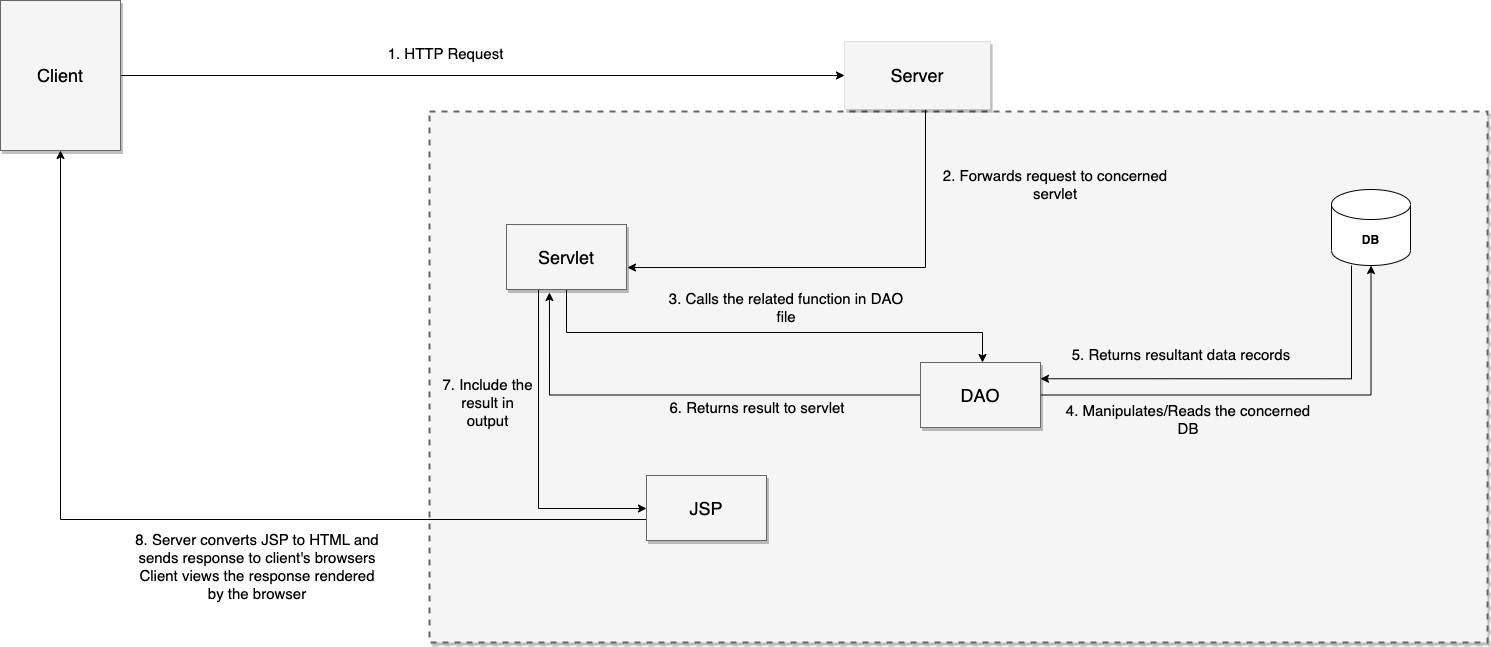 1. HTTP Request
Client
Server
2. Forwards request to concerned
servlet
DB
Servlet
3. Calls the related function in DAO
file
5. Returns resultant data records
7. Include the
result in
output
DAO
6. Returns result to servlet
4. Manipulates/Reads the concerned
DB
JSP
8. Server converts JSP to HTML and
sends response to client's browsers
Client views the response rendered
by the browser